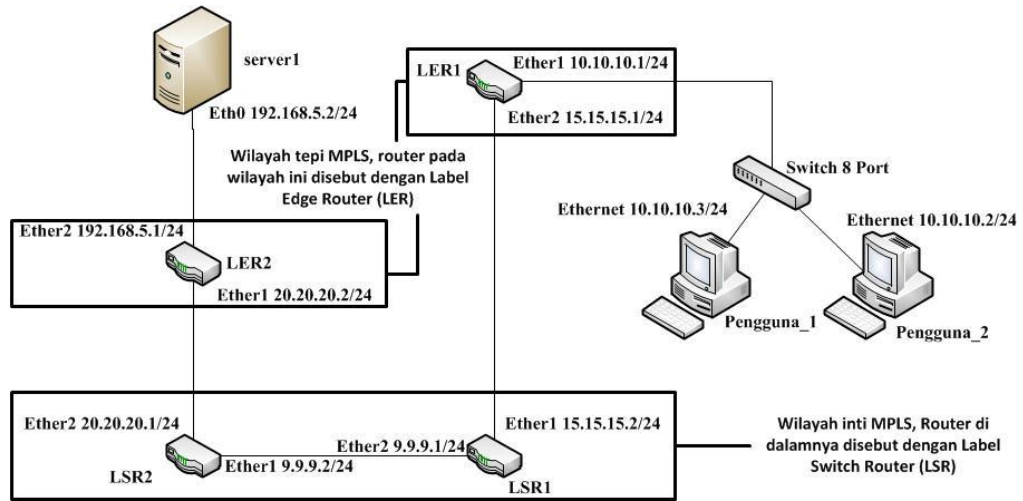 server1
Eth0 192.168.5.2/24
LER1
Ether1 10.10.10.1/24
Ether2 15.15.15.1/24
Wilayah tepi MPLS, router pada
wilayah ini disebut dengan Label
Edge Router (LER)
Switch 8 Port
Ethernet 10.10.10.3/24
Ethernet 10.10.10.2/24
Pengguna_1
Pengguna_2
Ether2 192.168.5.1/24
LER2
Ether1 20.20.20.2/24
Ether2 20.20.20.1/24
LSR2
Ether1 9.9.9.2/24
Ether2 9.9.9.1/24
Ether1 15.15.15.2/24
LSR1
Wilayah inti MPLS, Router di
dalamnya disebut dengan Label
Switch Router (LSR)